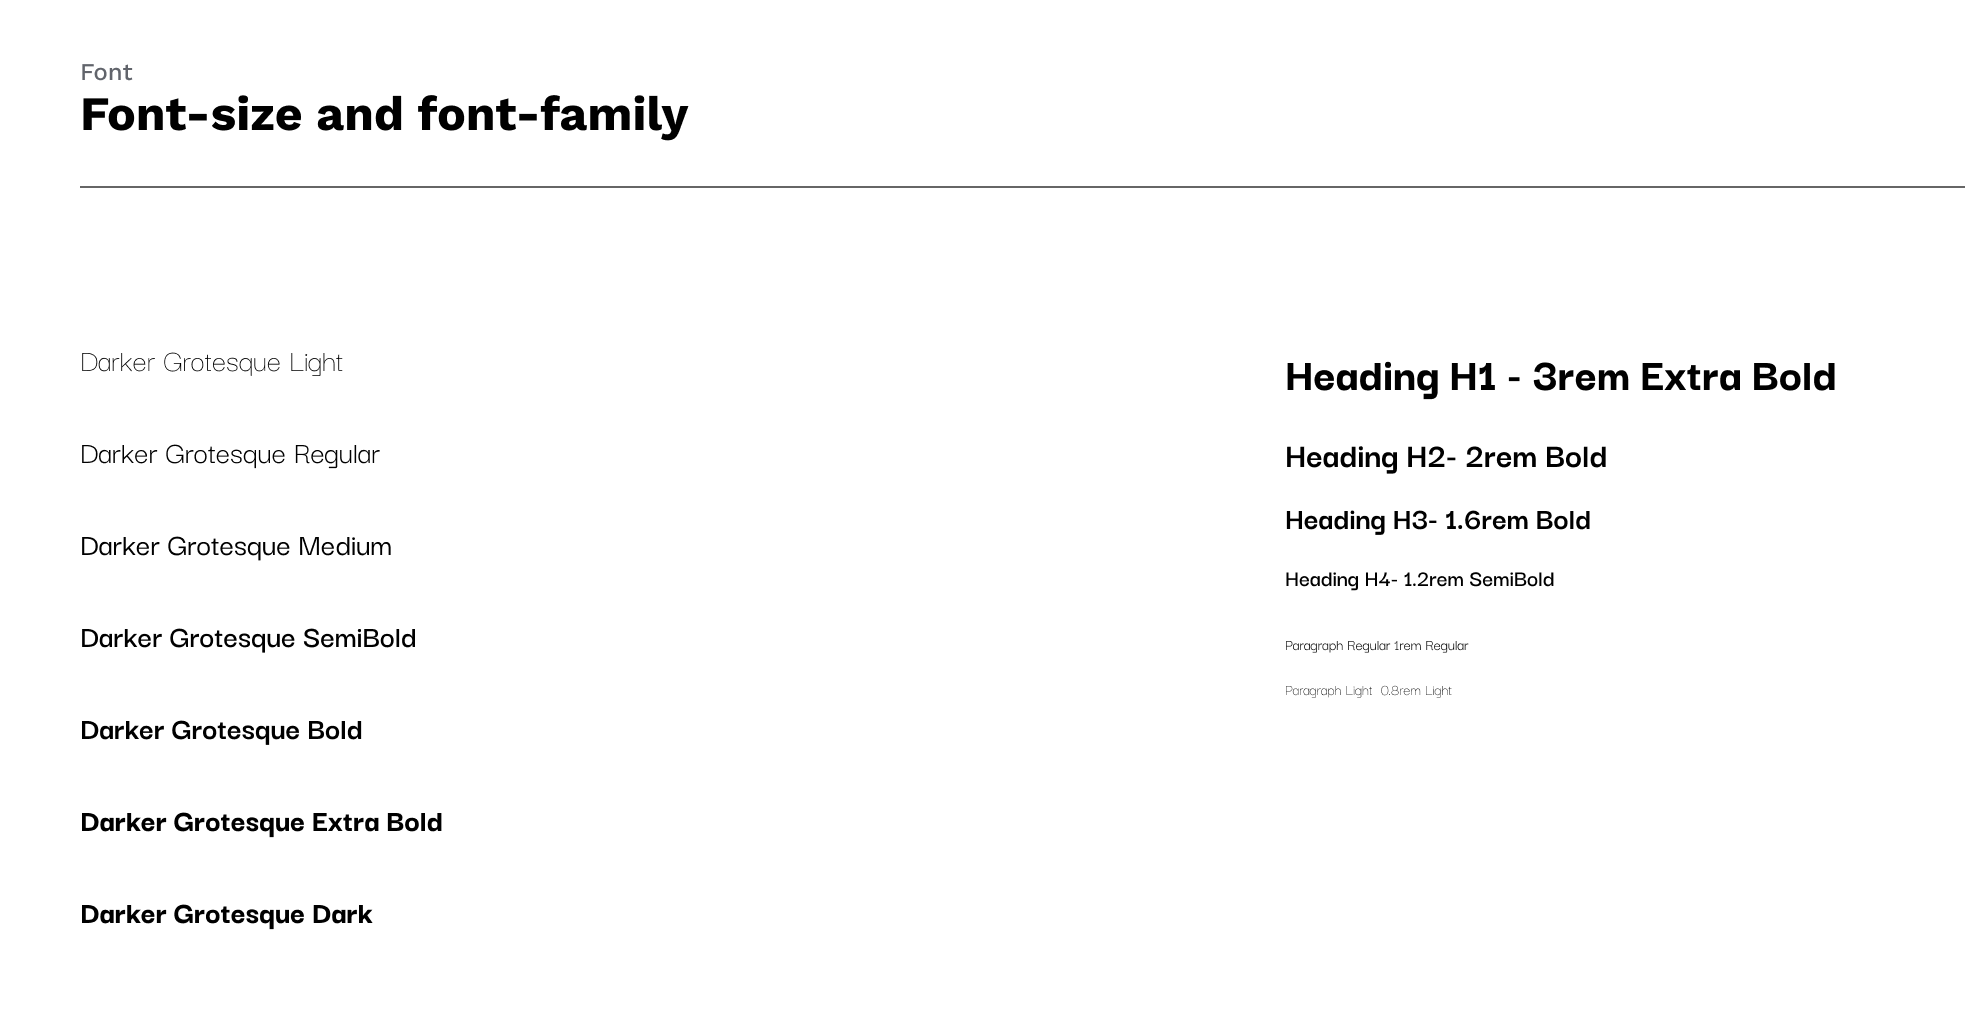 Font
Font-size and font-family
Darker Grotesque Light
Darker Grotesque Regular
Darker Grotesque Medium
Darker Grotesque SemiBold
Darker Grotesque Bold
Darker Grotesque Extra Bold
Darker Grotesque Dark
Heading H1 - 3rem Extra Bold
Heading H2- 2rem Bold
Heading H3- 1.6rem Bold
Heading H4- 1.2rem SemiBold
Paragraph Regular 1rem Regular
Paragraph Light  0.8rem Light